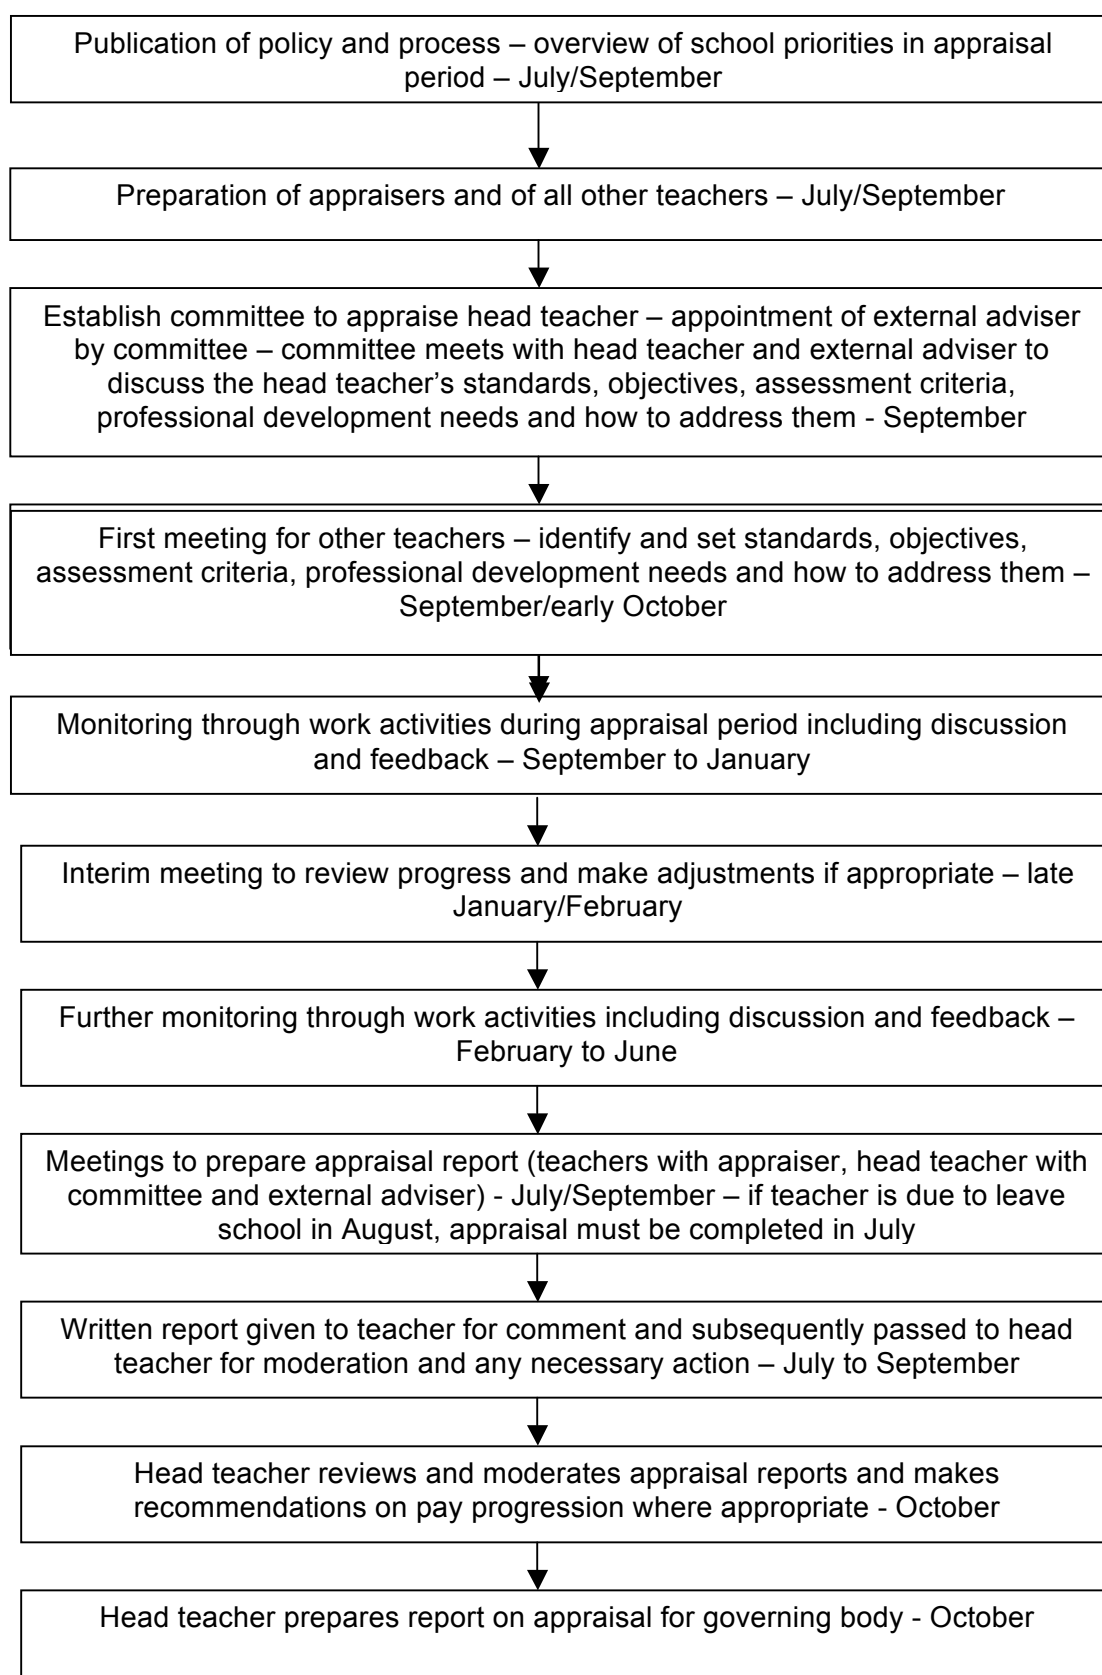 Publication of policy and process – overview of school priorities in appraisal
period – July/September
Preparation of appraisers and of all other teachers – July/September
Establish committee to appraise head teacher – appointment of external adviser
by committee – committee meets with head teacher and external adviser to
discuss the head teacher’s standards, objectives, assessment criteria,
professional development needs and how to address them - September
First meeting for other teachers – identify and set standards, objectives,
assessment criteria, professional development needs and how to address them –
September/early October
Monitoring through work activities during appraisal period including discussion
and feedback – September to January
Interim meeting to review progress and make adjustments if appropriate – late
January/February
Further monitoring through work activities including discussion and feedback –
February to June
Meetings to prepare appraisal report (teachers with appraiser, head teacher with
committee and external adviser) - July/September – if teacher is due to leave
school in August, appraisal must be completed in July
Written report given to teacher for comment and subsequently passed to head
teacher for moderation and any necessary action – July to September
Head teacher reviews and moderates appraisal reports and makes
recommendations on pay progression where appropriate - October
Head teacher prepares report on appraisal for governing body - October